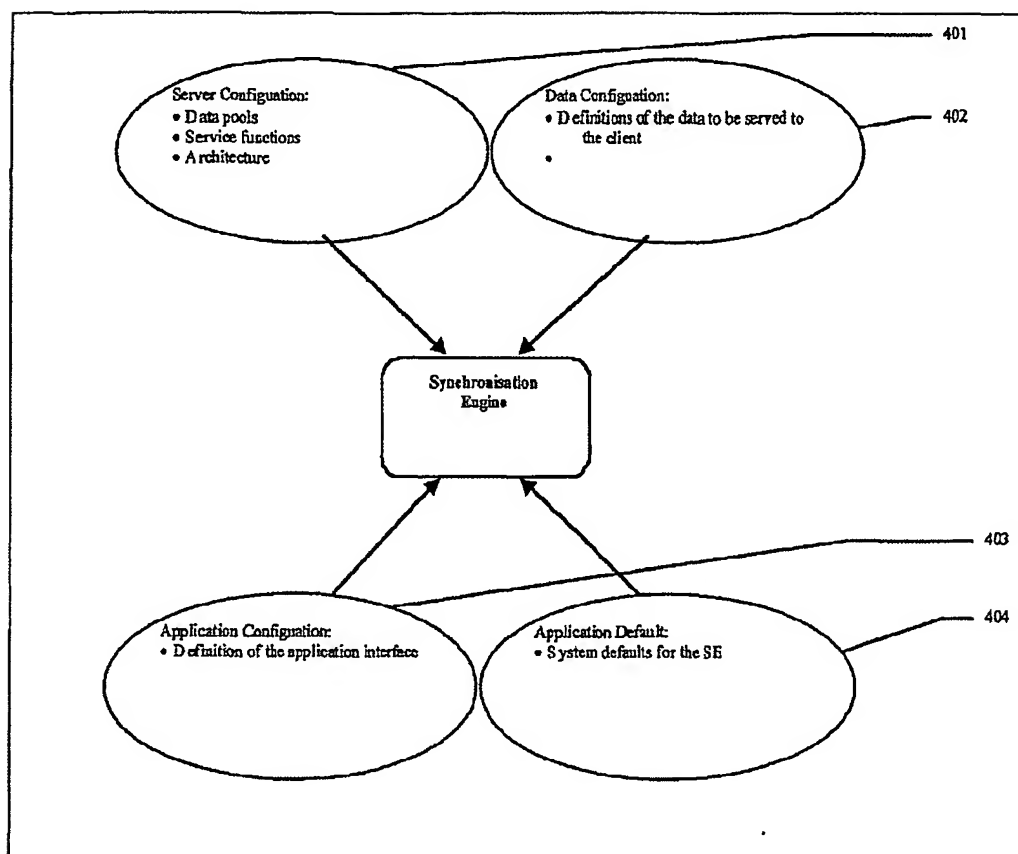 401
Server Configuation:
• Data pools
• Service functions
• Architecture
Data Configuation:
• Definitions of the data to be served to
the client
•
402
Synchronisation
Engine
403
Application Configuation:
• Definition of the application interface
Application Default:
• System defaults for the SE
404